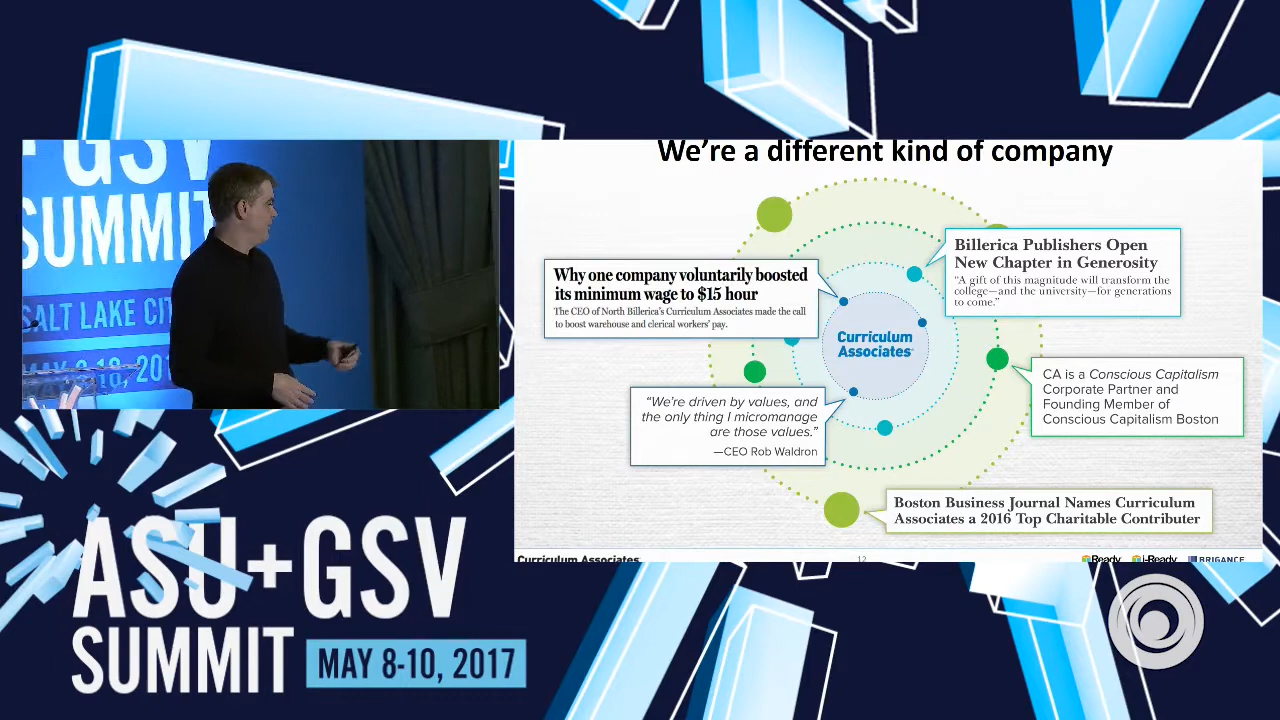 + GSV
SUMMIT
SALT LAKE CIT
We're a different kind of company
Why one company voluntarily boosted
its minimum wage to $15 hour
The CEO of North Billerica's Curriculum Associates made the call
to boost warehouse and clerical workers' pay.
Billerica Publishers Open
New Chapter in Generosity
"A gift of this magnitude will transform the
college—and the university—for generations
to come."
Curriculum
Associates
CA is a Conscious Capitalism
Corporate Partner and
Founding Member of
Conscious Capitalism Boston
“We’re driven by values, and
the only thing I micromanage
are those values.”
—CEO Rob Waldron
Boston Business Journal Names Curriculum
Associates a 2016 Top Charitable Contributer
Curriculum Associates
12
Ready
i-Ready
BRIGANCE
ASU+GSV
SUMMIT
MAY 8-10, 2017